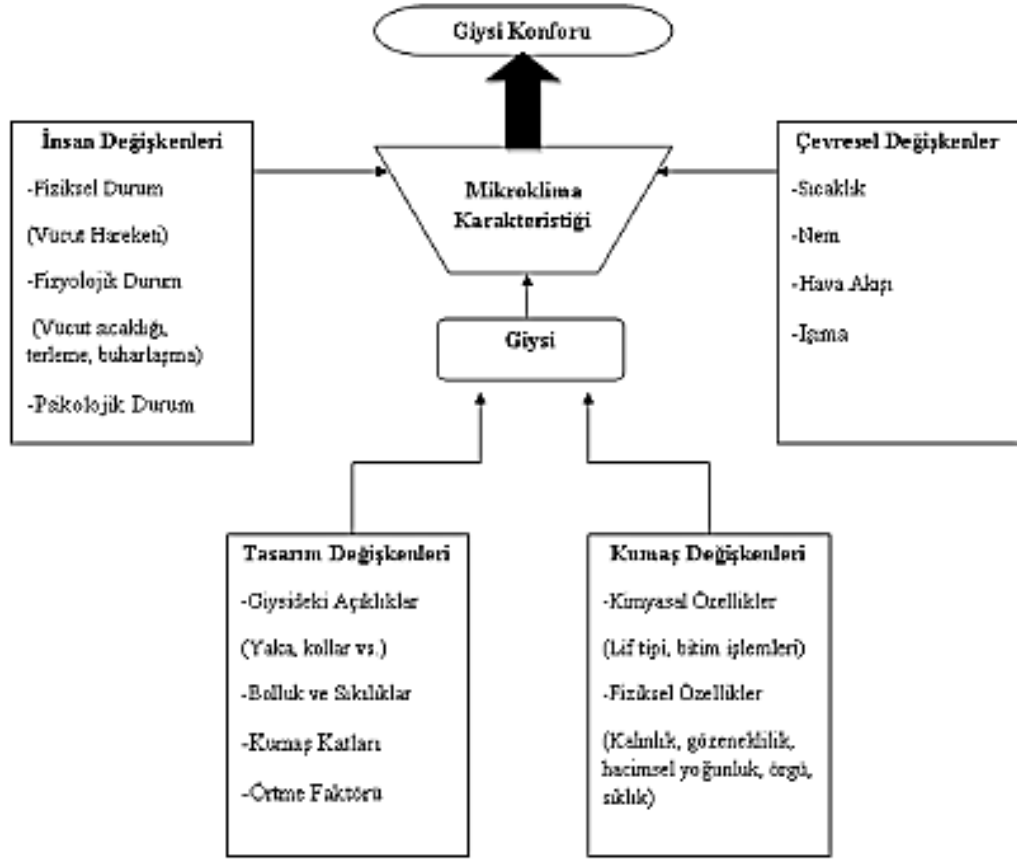 Giysi Konforu
İnsan Değişkenleri
-Fiziksel Durum
(Vücut Hareketi)
-Fizyolojik Durum
(Vücut sıcaklığı,
terleme, buharlaşma)
-Psikolojik Durum
Mikroklima
Karakteristiği
Çevresel Değişkenler
-Sıcaklık
-Nem
-Hava Akışı
-Işıma
Giysi
Tasarım Değişkenleri
-Giysideki Açıklıklar
(Yaka, kollar vs.)
-Bolluk ve Sıkılıklar
-Kumaş Katları
-Örtme Faktörü
Kumaş Değişkenleri
-Kimyasal Özellikler
(Lif tipi, bitim işlemleri)
-Fiziksel Özellikler
(Kalınlık, gözeneklilik,
hacimsel yoğunluk, örgü,
sıklık)